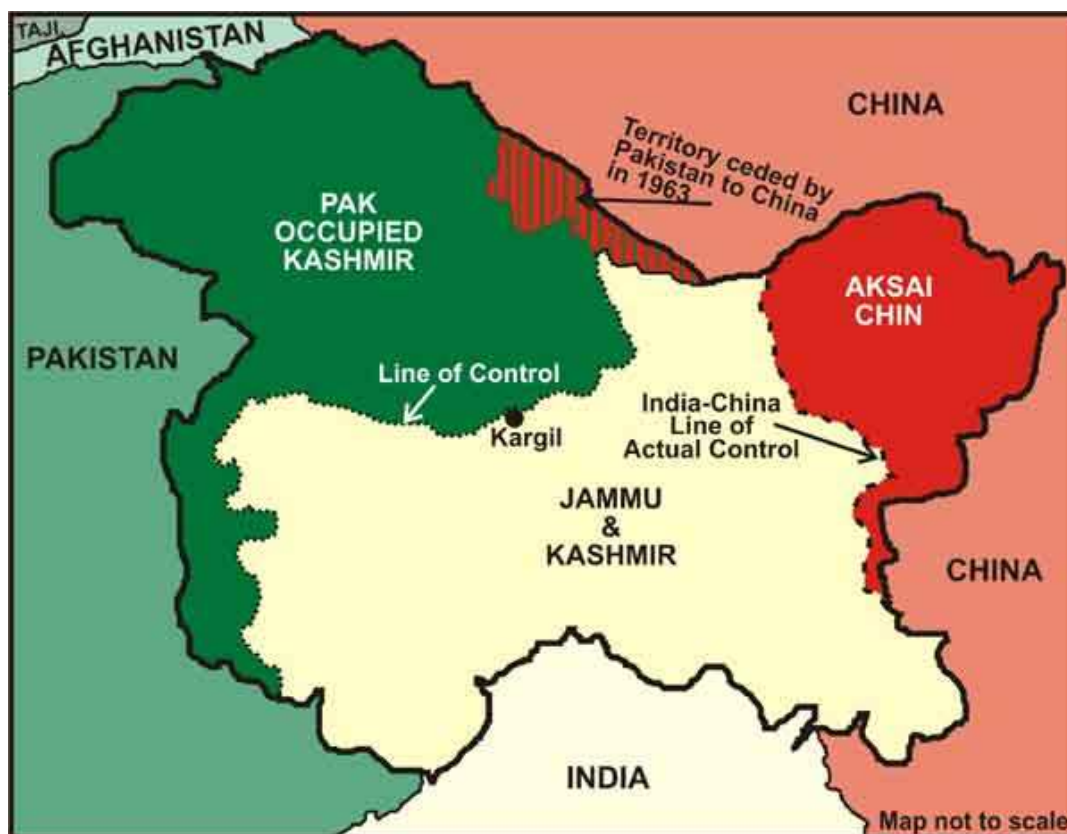 TAJI.
AFGHANISTAN
CHINA
Territory ceded by
Pakistan to China
in 1963
PAK
OCCUPIED
KASHMIR
AKSAI
CHIN
PAKISTAN
Line of Control
India-China
Line of
Actual Control
Kargil
JAMMU
&
KASHMIR
CHINA
INDIA
Map not to scale